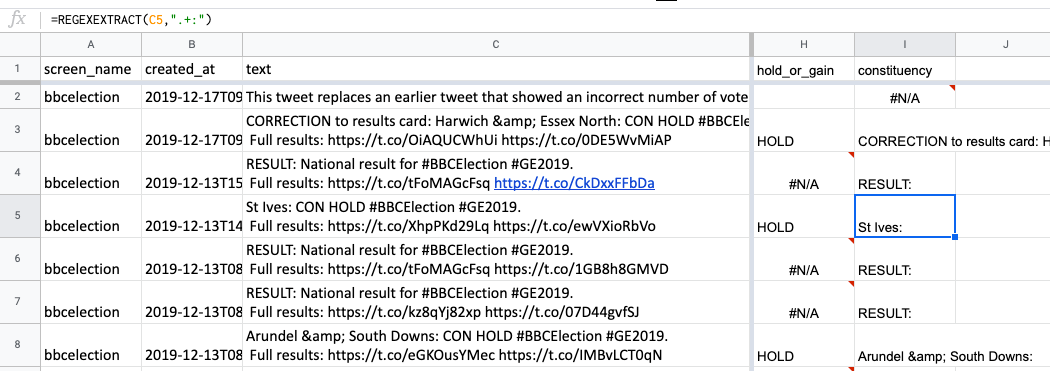 fx =REGEXEXTRACT(C5,".+:")
A B C H I J
1 screen_name created_at text hold_or_gain constituency
2 bbcelection 2019-12-17T09 This tweet replaces an earlier tweet that showed an incorrect number of vote #N/A
CORRECTION to results card: Harwich &amp; Essex North: CON HOLD #BBCEle
3 bbcelection 2019-12-17T09 Full results: https://t.co/OiAQUCWhUi https://t.co/0DE5WvMiAP HOLD CORRECTION to results card: H
RESULT: National result for #BBCElection #GE2019.
4 bbcelection 2019-12-13T15 Full results: https://t.co/tFoMAGcFsq https://t.co/CkDxxFFbDa #N/A RESULT:
St Ives: CON HOLD #BBCElection #GE2019.
5 bbcelection 2019-12-13T14 Full results: https://t.co/XhpPKd29Lq https://t.co/ewVXioRbVo HOLD St Ives:
RESULT: National result for #BBCElection #GE2019.
6 bbcelection 2019-12-13T08 Full results: https://t.co/tFoMAGcFsq https://t.co/1GB8h8GMVD #N/A RESULT:
RESULT: National result for #BBCElection #GE2019.
7 bbcelection 2019-12-13T08 Full results: https://t.co/kz8qYj82xp https://t.co/07D44gvfSJ #N/A RESULT:
Arundel &amp; South Downs: CON HOLD #BBCElection #GE2019.
8 bbcelection 2019-12-13T08 Full results: https://t.co/eGKOusYMec https://t.co/IMBvLCT0qN HOLD Arundel &amp; South Downs: